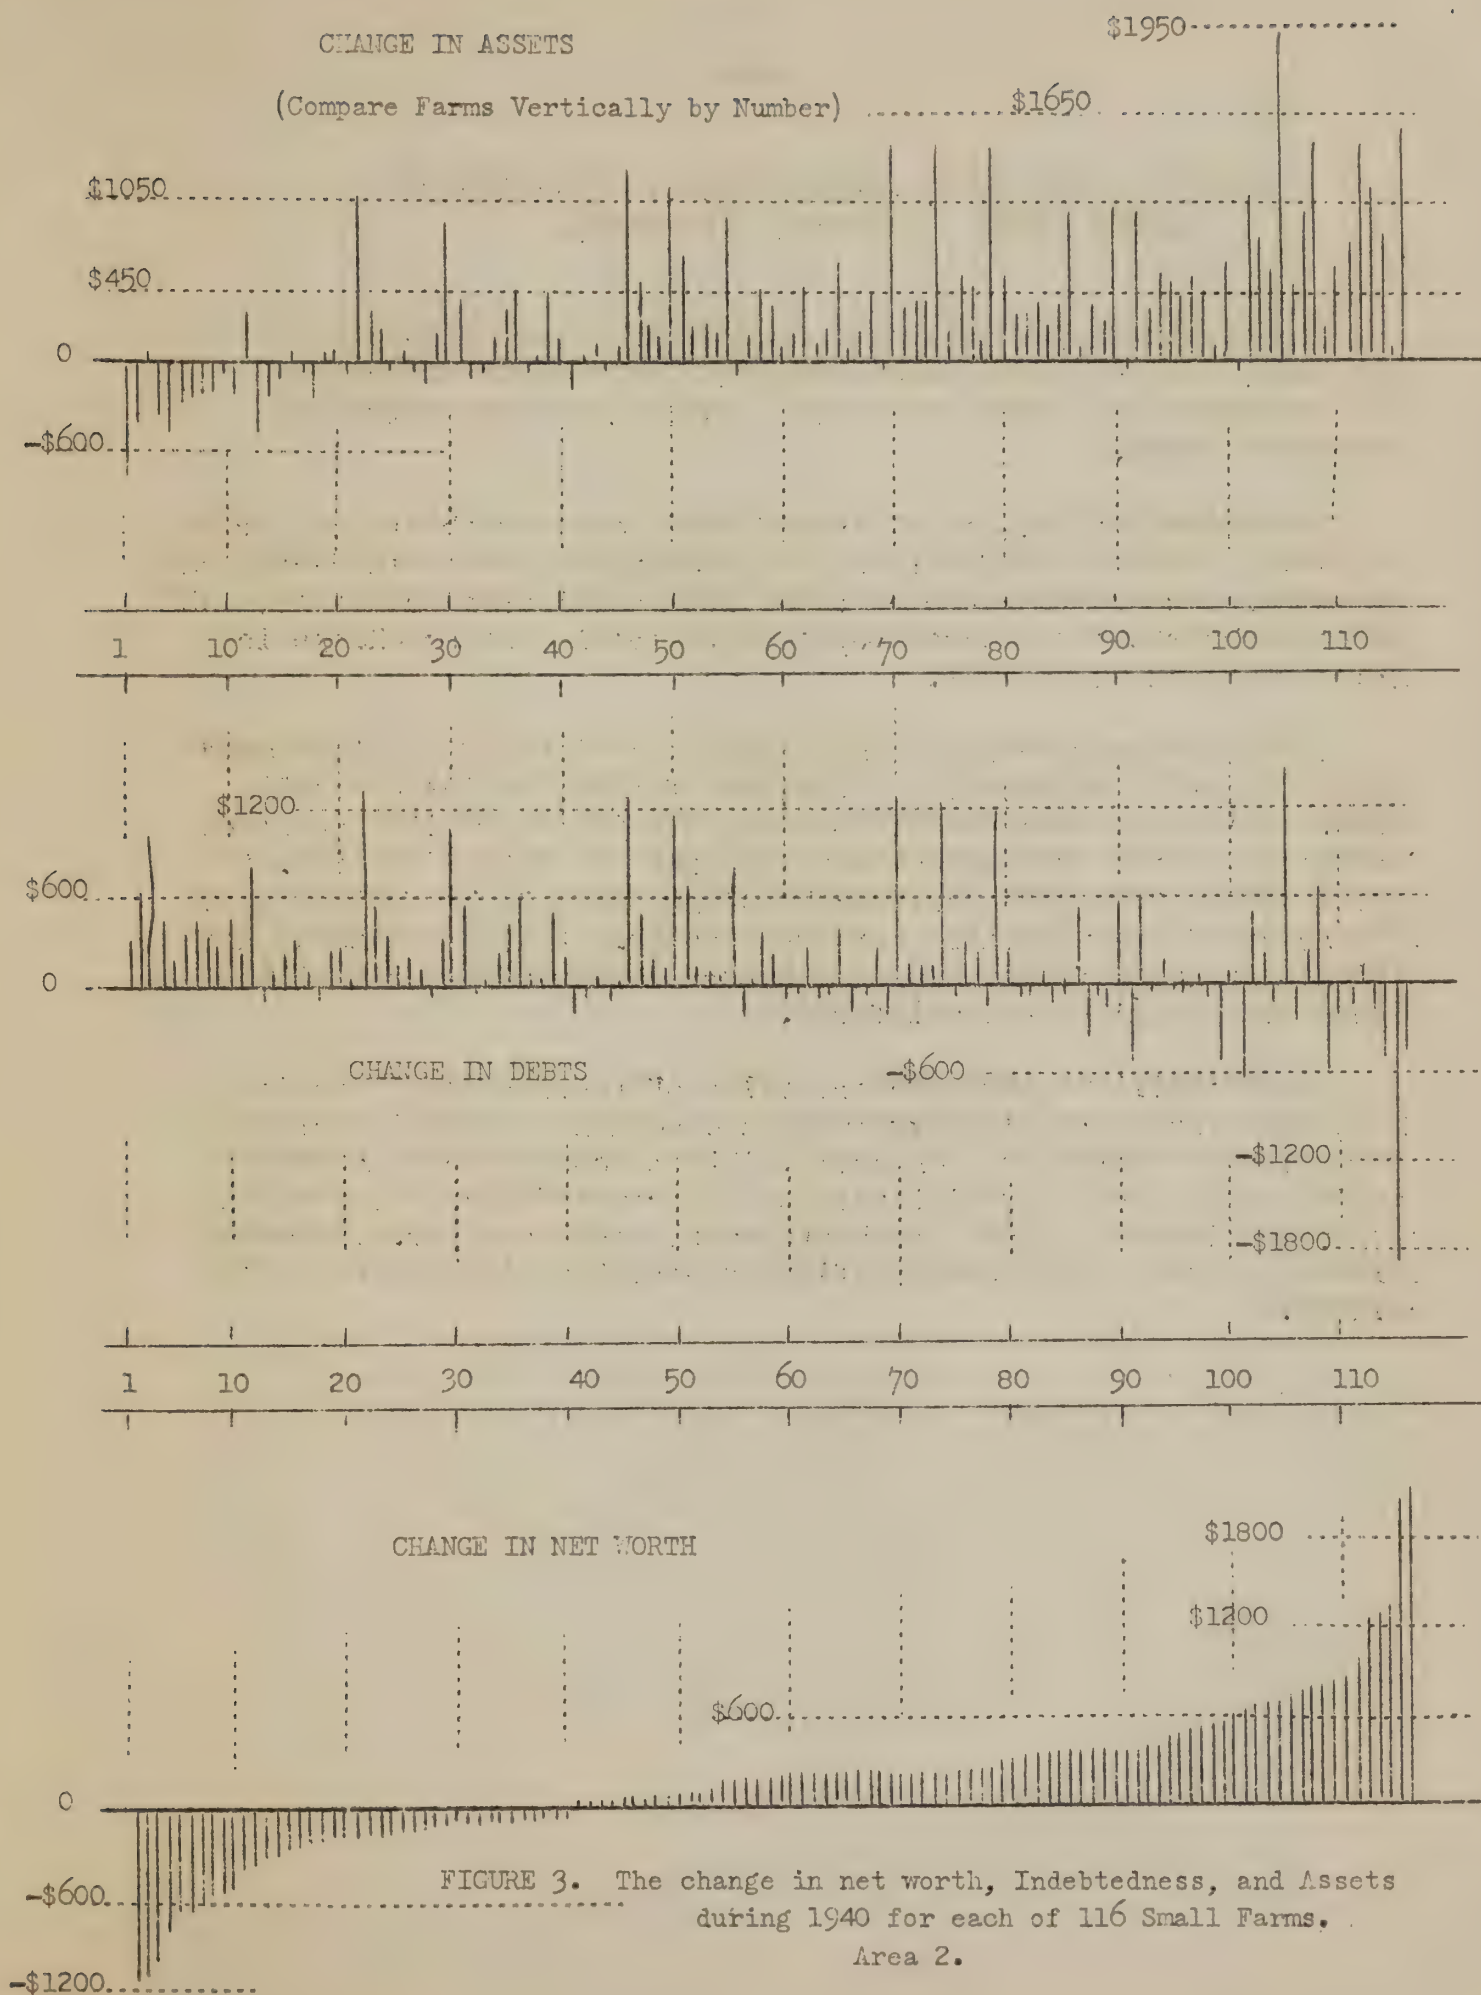 $1950
CHANGE IN ASSETS
(Compare Farms Vertically by Number)
$1650
$1050
$450
0
-$600
1 10 20 30 40 50 60 70 80 90 100 110
$1200
$600
0
CHANGE IN DEBTS
-$600
-$1200
-$1800
1 10 20 30 40 50 60 70 80 90 100 110
CHANGE IN NET WORTH
$1800
$1200
$600
0
-$600
FIGURE 3. The change in net worth, Indebtedness, and Assets
during 1940 for each of 116 Small Farms.
Area 2.
-$1200